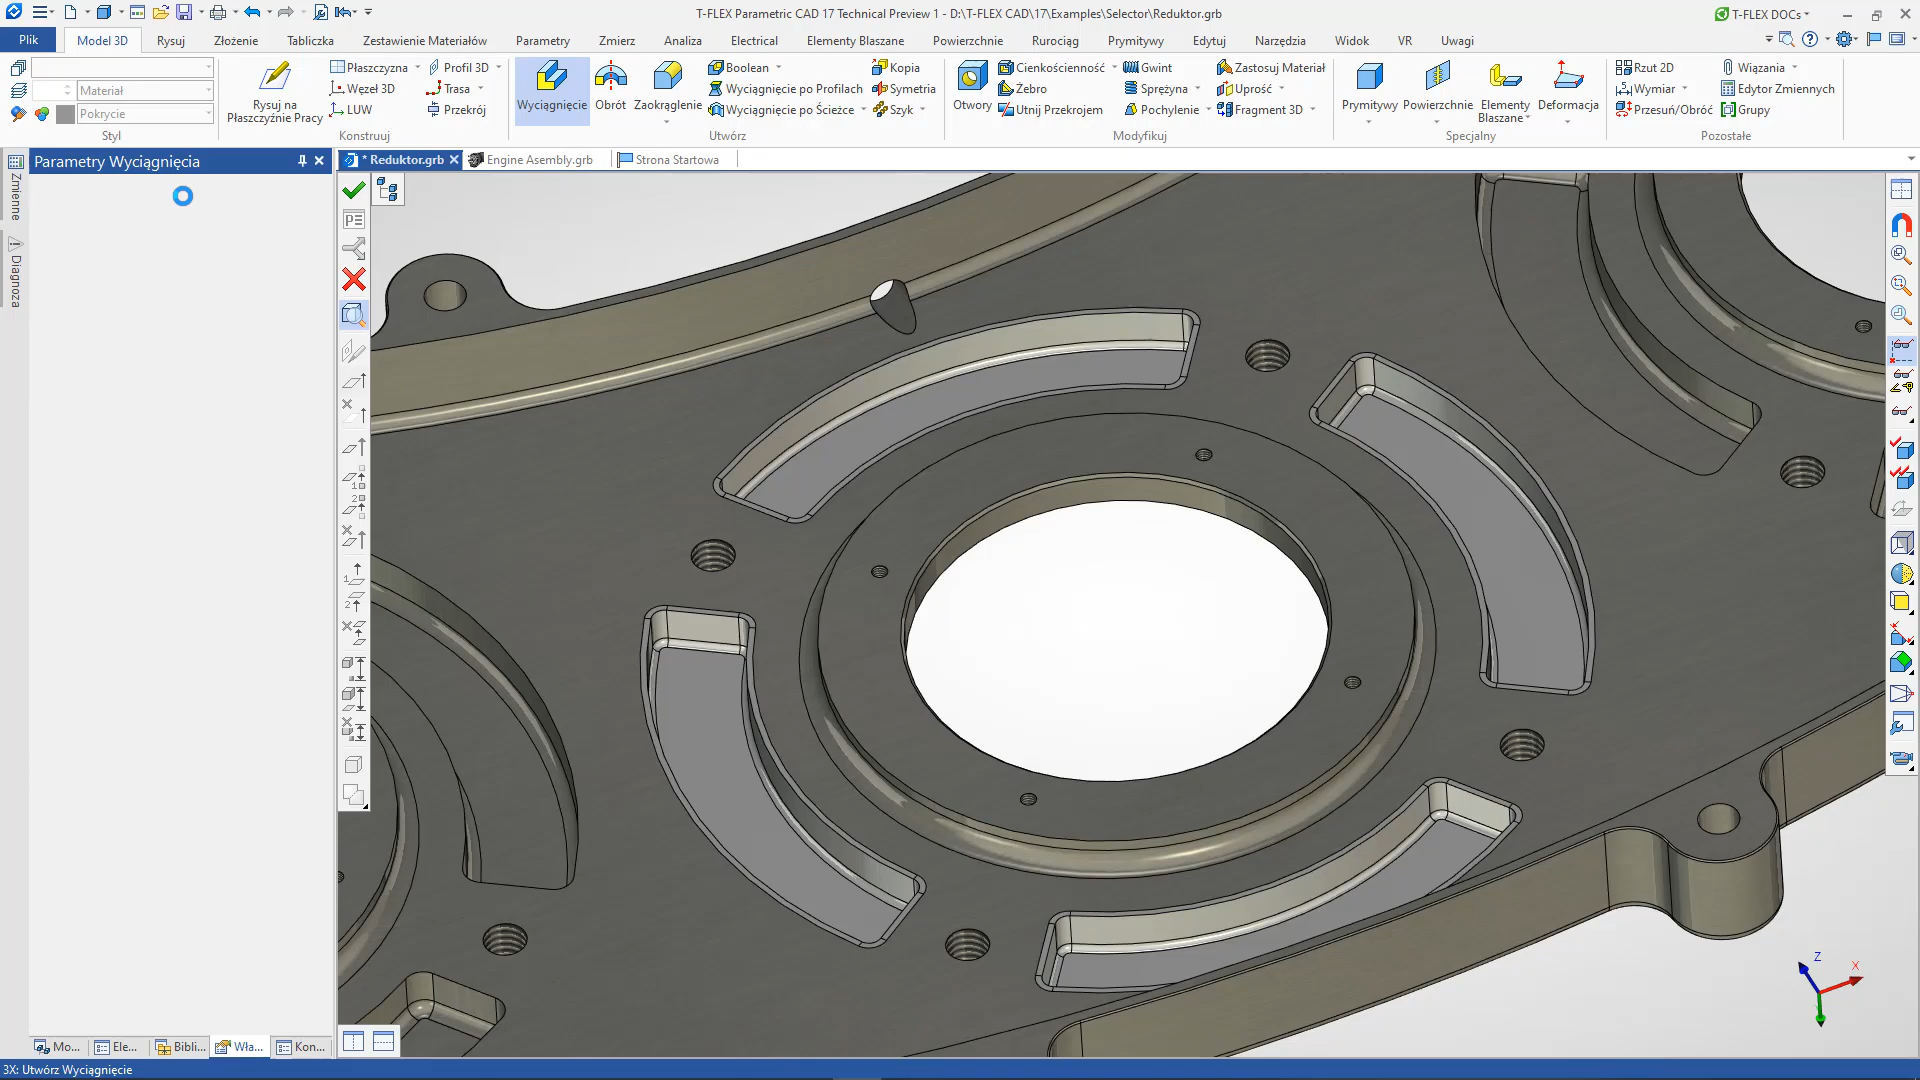 T-FLEX Parametric CAD 17 Technical Preview 1 - D:\T-FLEX CAD\17\Examples\Selector\Reduktor.grb
T-FLEX DOCs
Plik
Model 3D
Rysuj
Złożenie
Tabliczka
Zestawienie Materiałów
Parametry
Zmierz
Analiza
Electrical
Elementy Blaszane
Powierzchnie
Rurociąg
Prymitywy
Edytuj
Narzędzia
Widok
VR
Uwagi
Materiał
Pokrycie
Styl
Rysuj na
Płaszczyźnie Pracy
Płaszczyzna
Węzeł 3D
LUW
Profil 3D
Trasa
Przekrój
Konstruuj
Wyciągnięcie
Obrót
Zaokrąglenie
Boolean
Wyciągnięcie po Profilach
Wyciągnięcie po Ścieżce
Kopia
Symetria
Szyk
Utwórz
Otwory
Cienkościenność
Żebro
Utnij Przekrojem
Gwint
Sprężyna
Pochylenie
Zastosuj Materiał
Uprość
Fragment 3D
Modyfikuj
Prymitywy
Powierzchnie
Elementy
Blaszane
Deformacja
Specjalny
Rzut 2D
Wymiar
Przesuń/Obróć
Wiązania
Edytor Zmiennych
Grupy
Pozostałe
Parametry Wyciągnięcia
* Reduktor.grb
Engine Asembly.grb
Strona Startowa
Zmienne
Diagnoza
Z
X
Mo...
Ele...
Bibli...
Wła...
Kon...
3X: Utwórz Wyciągnięcie